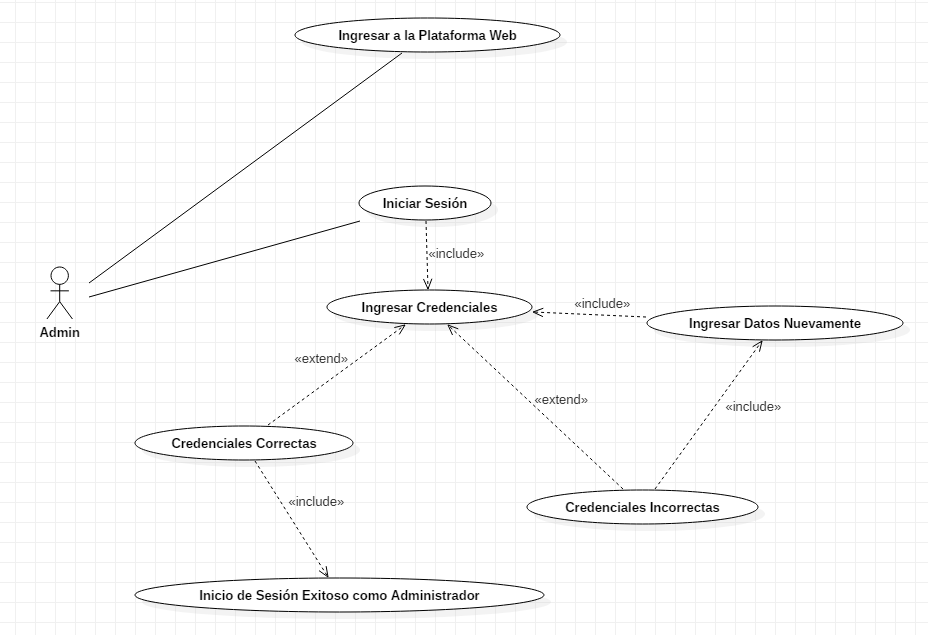 Ingresar a la Plataforma Web
Iniciar Sesión
«include»
Admin
Ingresar Credenciales
«include»
Ingresar Datos Nuevamente
«extend»
«extend»
«include»
Credenciales Correctas
«include»
Credenciales Incorrectas
Inicio de Sesión Exitoso como Administrador